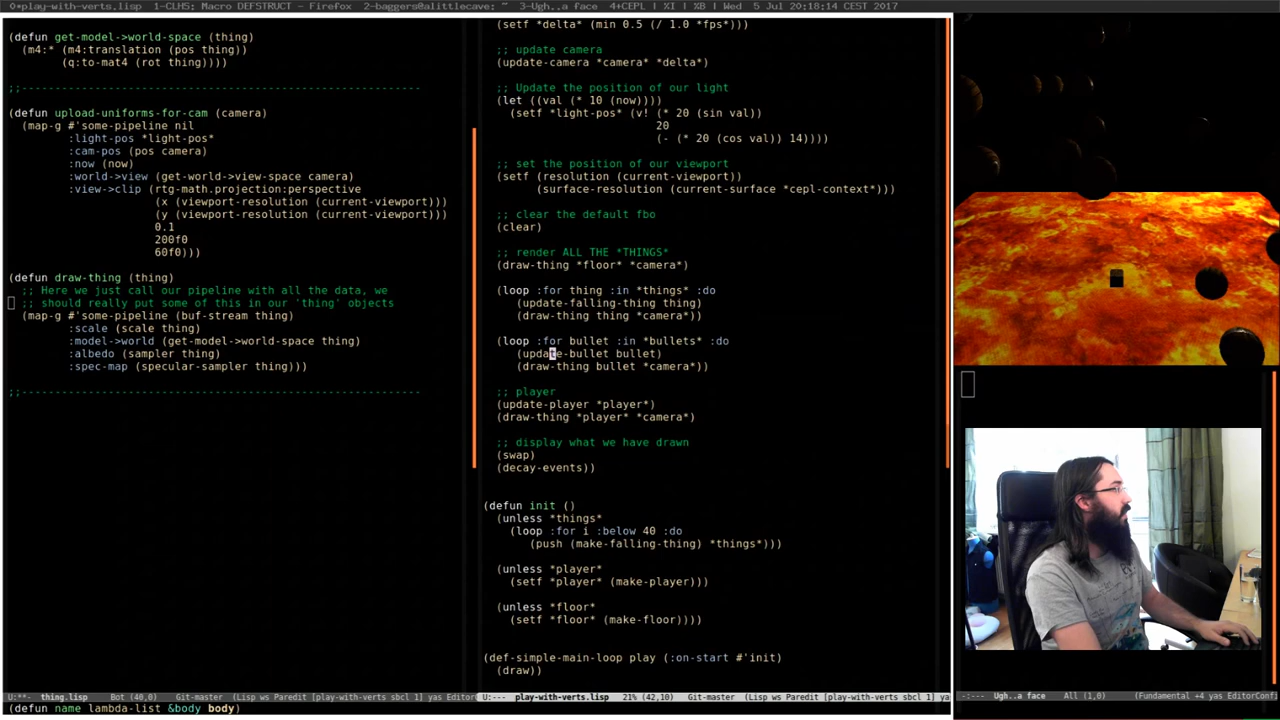 0*play-with-verts.lisp  1-CLHS: Macro DEFSTRUCT - Firefox  2-baggers@alittlecave: ~  3-Ugh..a face  4+CEPL | XI | XB | Wed  5 Jul 20:18:14 CEST 2017
(defun get-model->world-space (thing)
  (m4:* (m4:translation (pos thing))
        (q:to-mat4 (rot thing))))
;;---------------------------------------------------------------
(defun upload-uniforms-for-cam (camera)
  (map-g #'some-pipeline nil
         :light-pos *light-pos*
         :cam-pos (pos camera)
         :now (now)
         :world->view (get-world->view-space camera)
         :view->clip (rtg-math.projection:perspective
                      (x (viewport-resolution (current-viewport)))
                      (y (viewport-resolution (current-viewport)))
                      0.1
                      200f0
                      60f0)))
(defun draw-thing (thing)
  ;; Here we just call our pipeline with all the data, we
  ;; should really put some of this in our 'thing' objects
  (map-g #'some-pipeline (buf-stream thing)
         :scale (scale thing)
         :model->world (get-model->world-space thing)
         :albedo (sampler thing)
         :spec-map (specular-sampler thing)))
;;---------------------------------------------------------------
U:**-  thing.lisp     Bot (40,0)     Git-master  (Lisp ws Paredit [play-with-verts sbcl 1] yas Editor
  (setf *delta* (min 0.5 (/ 1.0 *fps*)
  ;; update camera
  (update-camera *camera* *delta*)
  ;; Update the position of our light
  (let ((val (* 10 (now))))
    (setf *light-pos* (v! (* 20 (sin val))
                          20
                          (- (* 20 (cos val)) 14))))
  ;; set the position of our viewport
  (setf (resolution (current-viewport))
        (surface-resolution (current-surface *cepl-context*)))
  ;; clear the default fbo
  (clear)
  ;; render ALL THE *THINGS*
  (draw-thing *floor* *camera*)
  (loop :for thing :in *things* :do
     (update-falling-thing thing)
     (draw-thing thing *camera*))
  (loop :for bullet :in *bullets* :do
     (update-bullet bullet)
     (draw-thing bullet *camera*))
  ;; player
  (update-player *player*)
  (draw-thing *player* *camera*)
  ;; display what we have drawn
  (swap)
  (decay-events))
(defun init ()
  (unless *things*
    (loop :for i :below 40 :do
       (push (make-falling-thing) *things*)))
  (unless *player*
    (setf *player* (make-player)))
  (unless *floor*
    (setf *floor* (make-floor))))
(def-simple-main-loop play (:on-start #'init)
  (draw))
U:---  play-with-verts.lisp   21% (42,10)   Git-master  (Lisp ws Paredit [play-with-verts sbcl 1] ya
-:---  Ugh..a face    All (1,0)      (Fundamental +4 yas EditorConfi
(defun name lambda-list &body body)